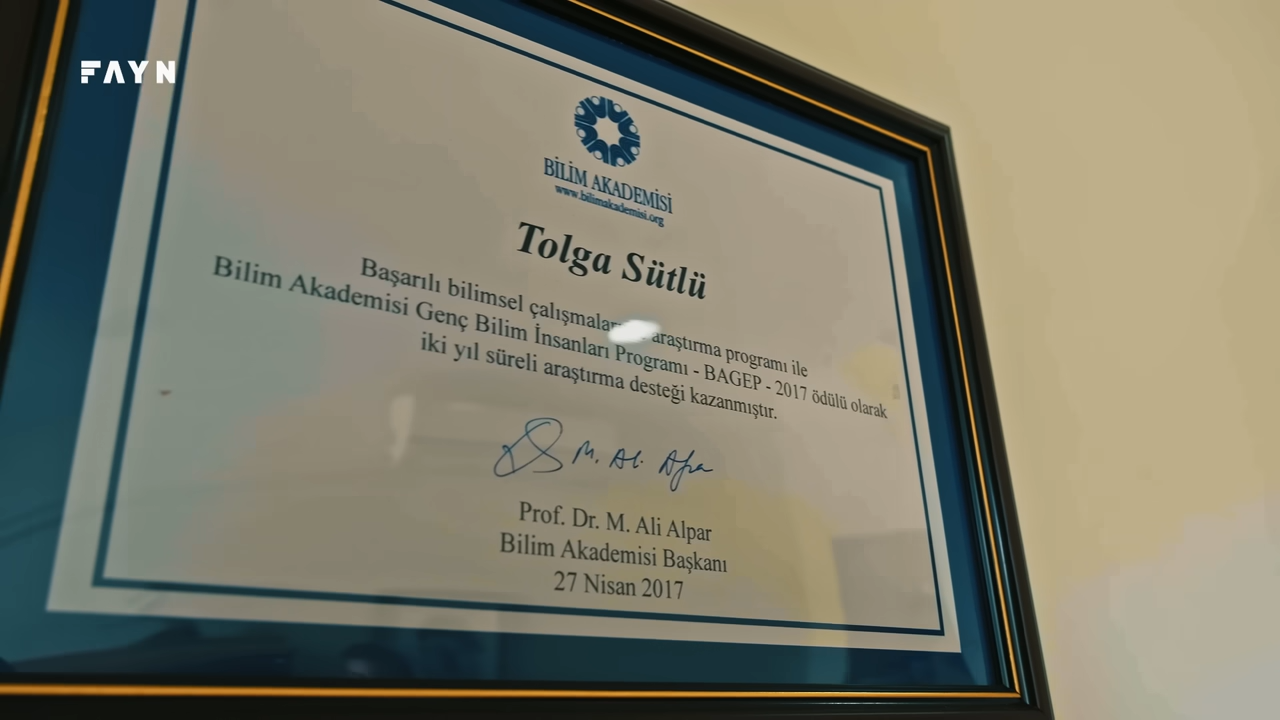 FAYN
BİLİM AKADEMİSİ
www.bilimakademisi.org
Tolga Sütlü
Başarılı bilimsel çalışmalar araştırma programı ile
Bilim Akademisi Genç Bilim İnsanları Programı - BAGEP - 2017 ödülü olarak
iki yıl süreli araştırma desteği kazanmıştır.
M. Ali Alpar
Prof. Dr. M. Ali Alpar
Bilim Akademisi Başkanı
27 Nisan 2017